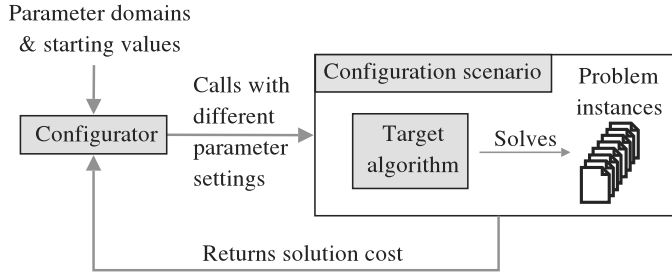 Parameter domains
& starting values
Configurator
Calls with
different
parameter
settings
Configuration scenario
Target
algorithm
Solves
Problem
instances
Returns solution cost